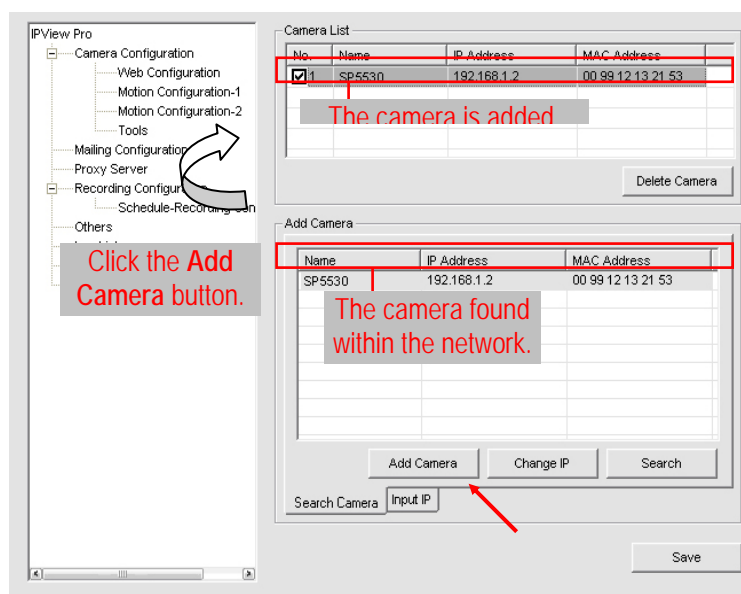 IPView Pro
Camera Configuration
Web Configuration
Motion Configuration-1
Motion Configuration-2
Tools
Mailing Configuration
Proxy Server
Recording Configuration
Schedule-Recording
Others
Click the Add
Camera button.
Camera List
No. Name IP Address MAC Address
1 SP5530 192.168.1.2 00 99 12 13 21 53
The camera is added
Delete Camera
Add Camera
Name IP Address MAC Address
SP5530 192.168.1.2 00 99 12 13 21 53
The camera found
within the network.
Add Camera Change IP Search
Search Camera Input IP
Save